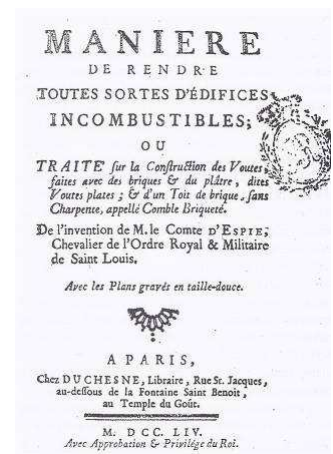 MANIERE
DE RENDRE
TOUTES SORTES D'ÉDIFICES
INCOMBUSTIBLES;
OU
TRAITÉ sur la Construction des Voutes,
faites avec des briques & du plâtre, dites
Voutes plates; & d'un Toit de brique, sans
Charpente, appellé Comble Briqueté.
De l'invention de M. le Comte D'ESPIE,
Chevalier de l'Ordre Royal & Militaire
de Saint Louis.
Avec les Plans gravés en taille-douce.
A PARIS,
Chez DUCHESNE, Libraire, Rue St. Jacques,
au-dessous de la Fontaine Saint Benoit,
au Temple du Goût.
M. DCC. LIV.
Avec Approbation & Privilége du Roi.